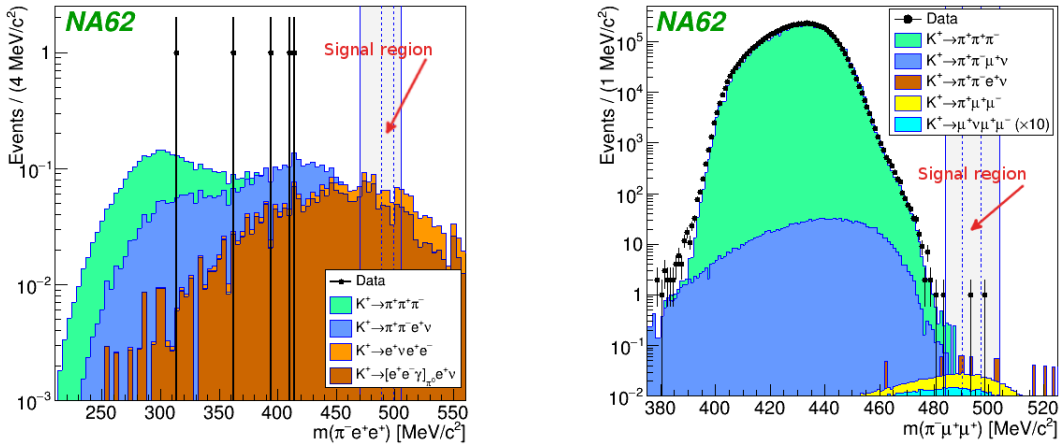 NA62
Events / (4 MeV/c²)
1
10⁻¹
10⁻²
10⁻³
Signal region
Data
K⁺→π⁺π⁺π⁻
K⁺→π⁺π⁻e⁺ν
K⁺→e⁺νe⁺e⁻
K⁺→[e⁺e⁻γ]π⁰e⁺ν
250 300 350 400 450 500 550
m(π⁻e⁺e⁺) [MeV/c²]
NA62
Events / (1 MeV/c²)
10⁵
10⁴
10³
10²
10
1
10⁻¹
10⁻²
Data
K⁺→π⁺π⁺π⁻
K⁺→π⁺π⁻μ⁺ν
K⁺→π⁺π⁻e⁺ν
K⁺→π⁺μ⁺μ⁻
K⁺→μ⁺νμ⁺μ⁻ (×10)
Signal region
380 400 420 440 460 480 500 520
m(π⁻μ⁺μ⁺) [MeV/c²]